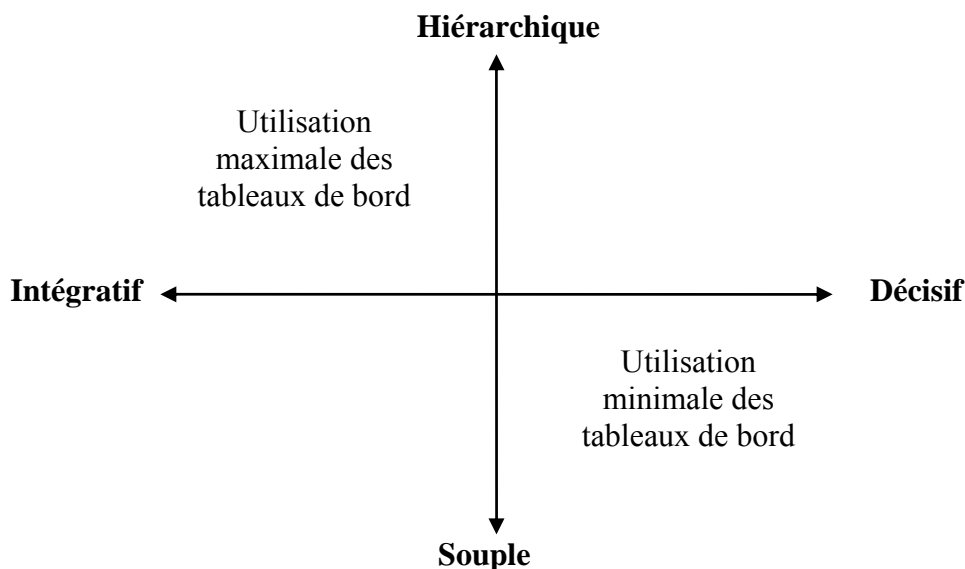 Hiérarchique
Utilisation
maximale des
tableaux de bord
Intégratif
Décisif
Utilisation
minimale des
tableaux de bord
Souple